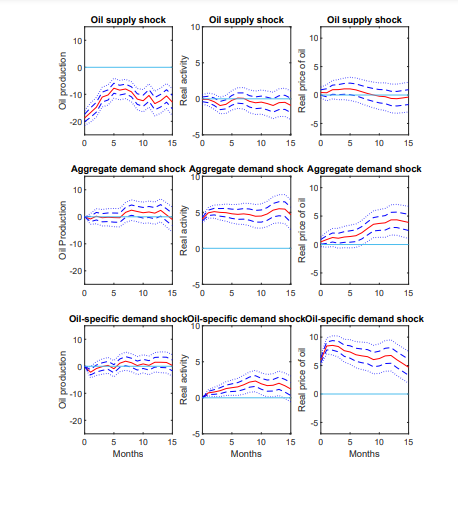 Oil supply shock Oil supply shock Oil supply shock
Oil production
10
0
-10
-20
0 5 10 15
Real activity
10
5
0
-5
0 5 10 15
Real price of oil
10
5
0
-5
0 5 10 15
Aggregate demand shock Aggregate demand shock Aggregate demand shock
Oil Production
10
0
-10
-20
0 5 10 15
Real activity
10
5
0
-5
0 5 10 15
Real price of oil
10
5
0
-5
0 5 10 15
Oil-specific demand shock Oil-specific demand shock Oil-specific demand shock
Oil production
10
0
-10
-20
0 5 10 15
Months
Real activity
10
5
0
-5
0 5 10 15
Months
Real price of oil
10
5
0
-5
0 5 10 15
Months